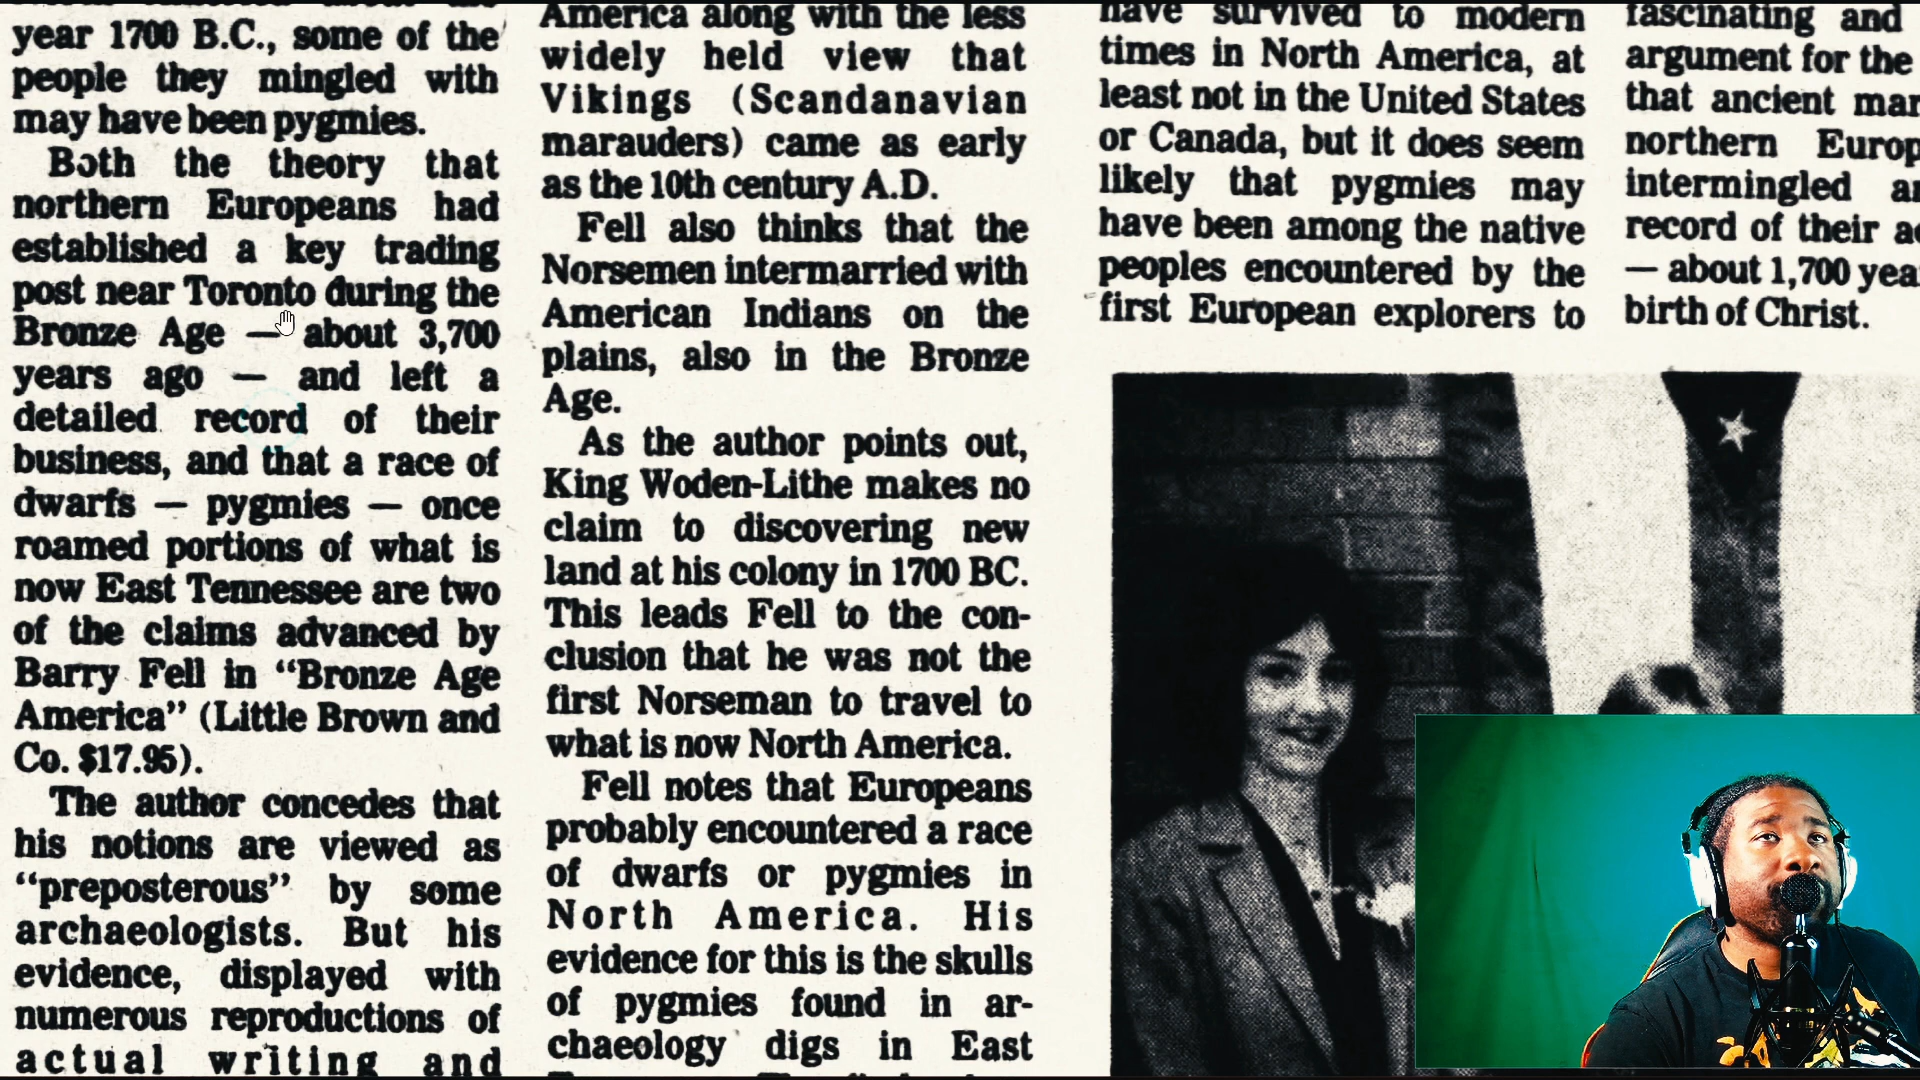 year 1700 B.C., some of the
people they mingled with
may have been pygmies.
Both the theory that
northern Europeans had
established a key trading
post near Toronto during the
Bronze Age — about 3,700
years ago — and left a
detailed record of their
business, and that a race of
dwarfs — pygmies — once
roamed portions of what is
now East Tennessee are two
of the claims advanced by
Barry Fell in “Bronze Age
America” (Little Brown and
Co. $17.95).
The author concedes that
his notions are viewed as
“preposterous” by some
archaeologists. But his
evidence, displayed with
numerous reproductions of
actual writing and
America along with the less
widely held view that
Vikings (Scandanavian
marauders) came as early
as the 10th century A.D.
Fell also thinks that the
Norsemen intermarried with
American Indians on the
plains, also in the Bronze
Age.
As the author points out,
King Woden-Lithe makes no
claim to discovering new
land at his colony in 1700 BC.
This leads Fell to the con-
clusion that he was not the
first Norseman to travel to
what is now North America.
Fell notes that Europeans
probably encountered a race
of dwarfs or pygmies in
North America. His
evidence for this is the skulls
of pygmies found in ar-
chaeology digs in East
have survived to modern
times in North America, at
least not in the United States
or Canada, but it does seem
likely that pygmies may
have been among the native
peoples encountered by the
first European explorers to
fascinating and
argument for the
that ancient
northern
intermingled
record of their
— about 1,700
birth of Christ.